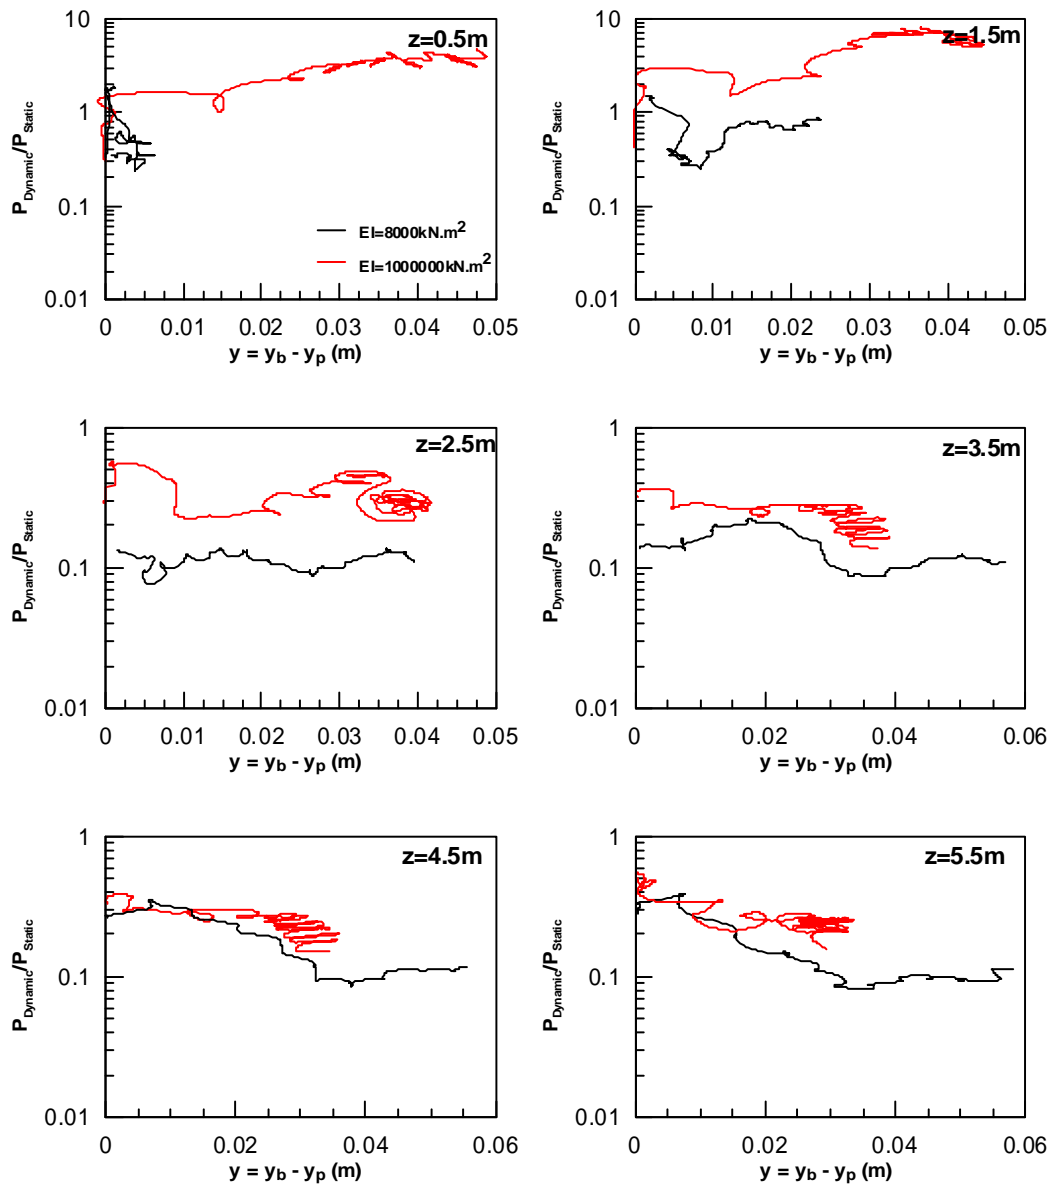 10
1
0.1
0.01
P_Dynamic/P_Static
z=0.5m
EI=8000kN.m²
EI=1000000kN.m²
0 0.01 0.02 0.03 0.04 0.05
y = y_b - y_p (m)
10
1
0.1
0.01
P_Dynamic/P_Static
z=1.5m
0 0.01 0.02 0.03 0.04 0.05
y = y_b - y_p (m)
1
0.1
0.01
P_Dynamic/P_Static
z=2.5m
0 0.01 0.02 0.03 0.04 0.05
y = y_b - y_p (m)
1
0.1
0.01
P_Dynamic/P_Static
z=3.5m
0 0.02 0.04 0.06
y = y_b - y_p (m)
1
0.1
0.01
P_Dynamic/P_Static
z=4.5m
0 0.02 0.04 0.06
y = y_b - y_p (m)
1
0.1
0.01
P_Dynamic/P_Static
z=5.5m
0 0.02 0.04 0.06
y = y_b - y_p (m)